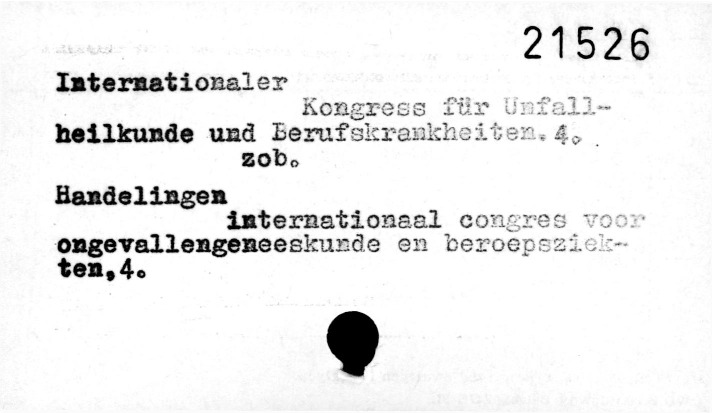 21526
Internationaler
Kongress für Unfall-
heilkunde und Berufskrankheiten. 4.
zob.
Handelingen
internationaal congres voor
ongevallengeneeskunde en beroepsziek-
ten,4.